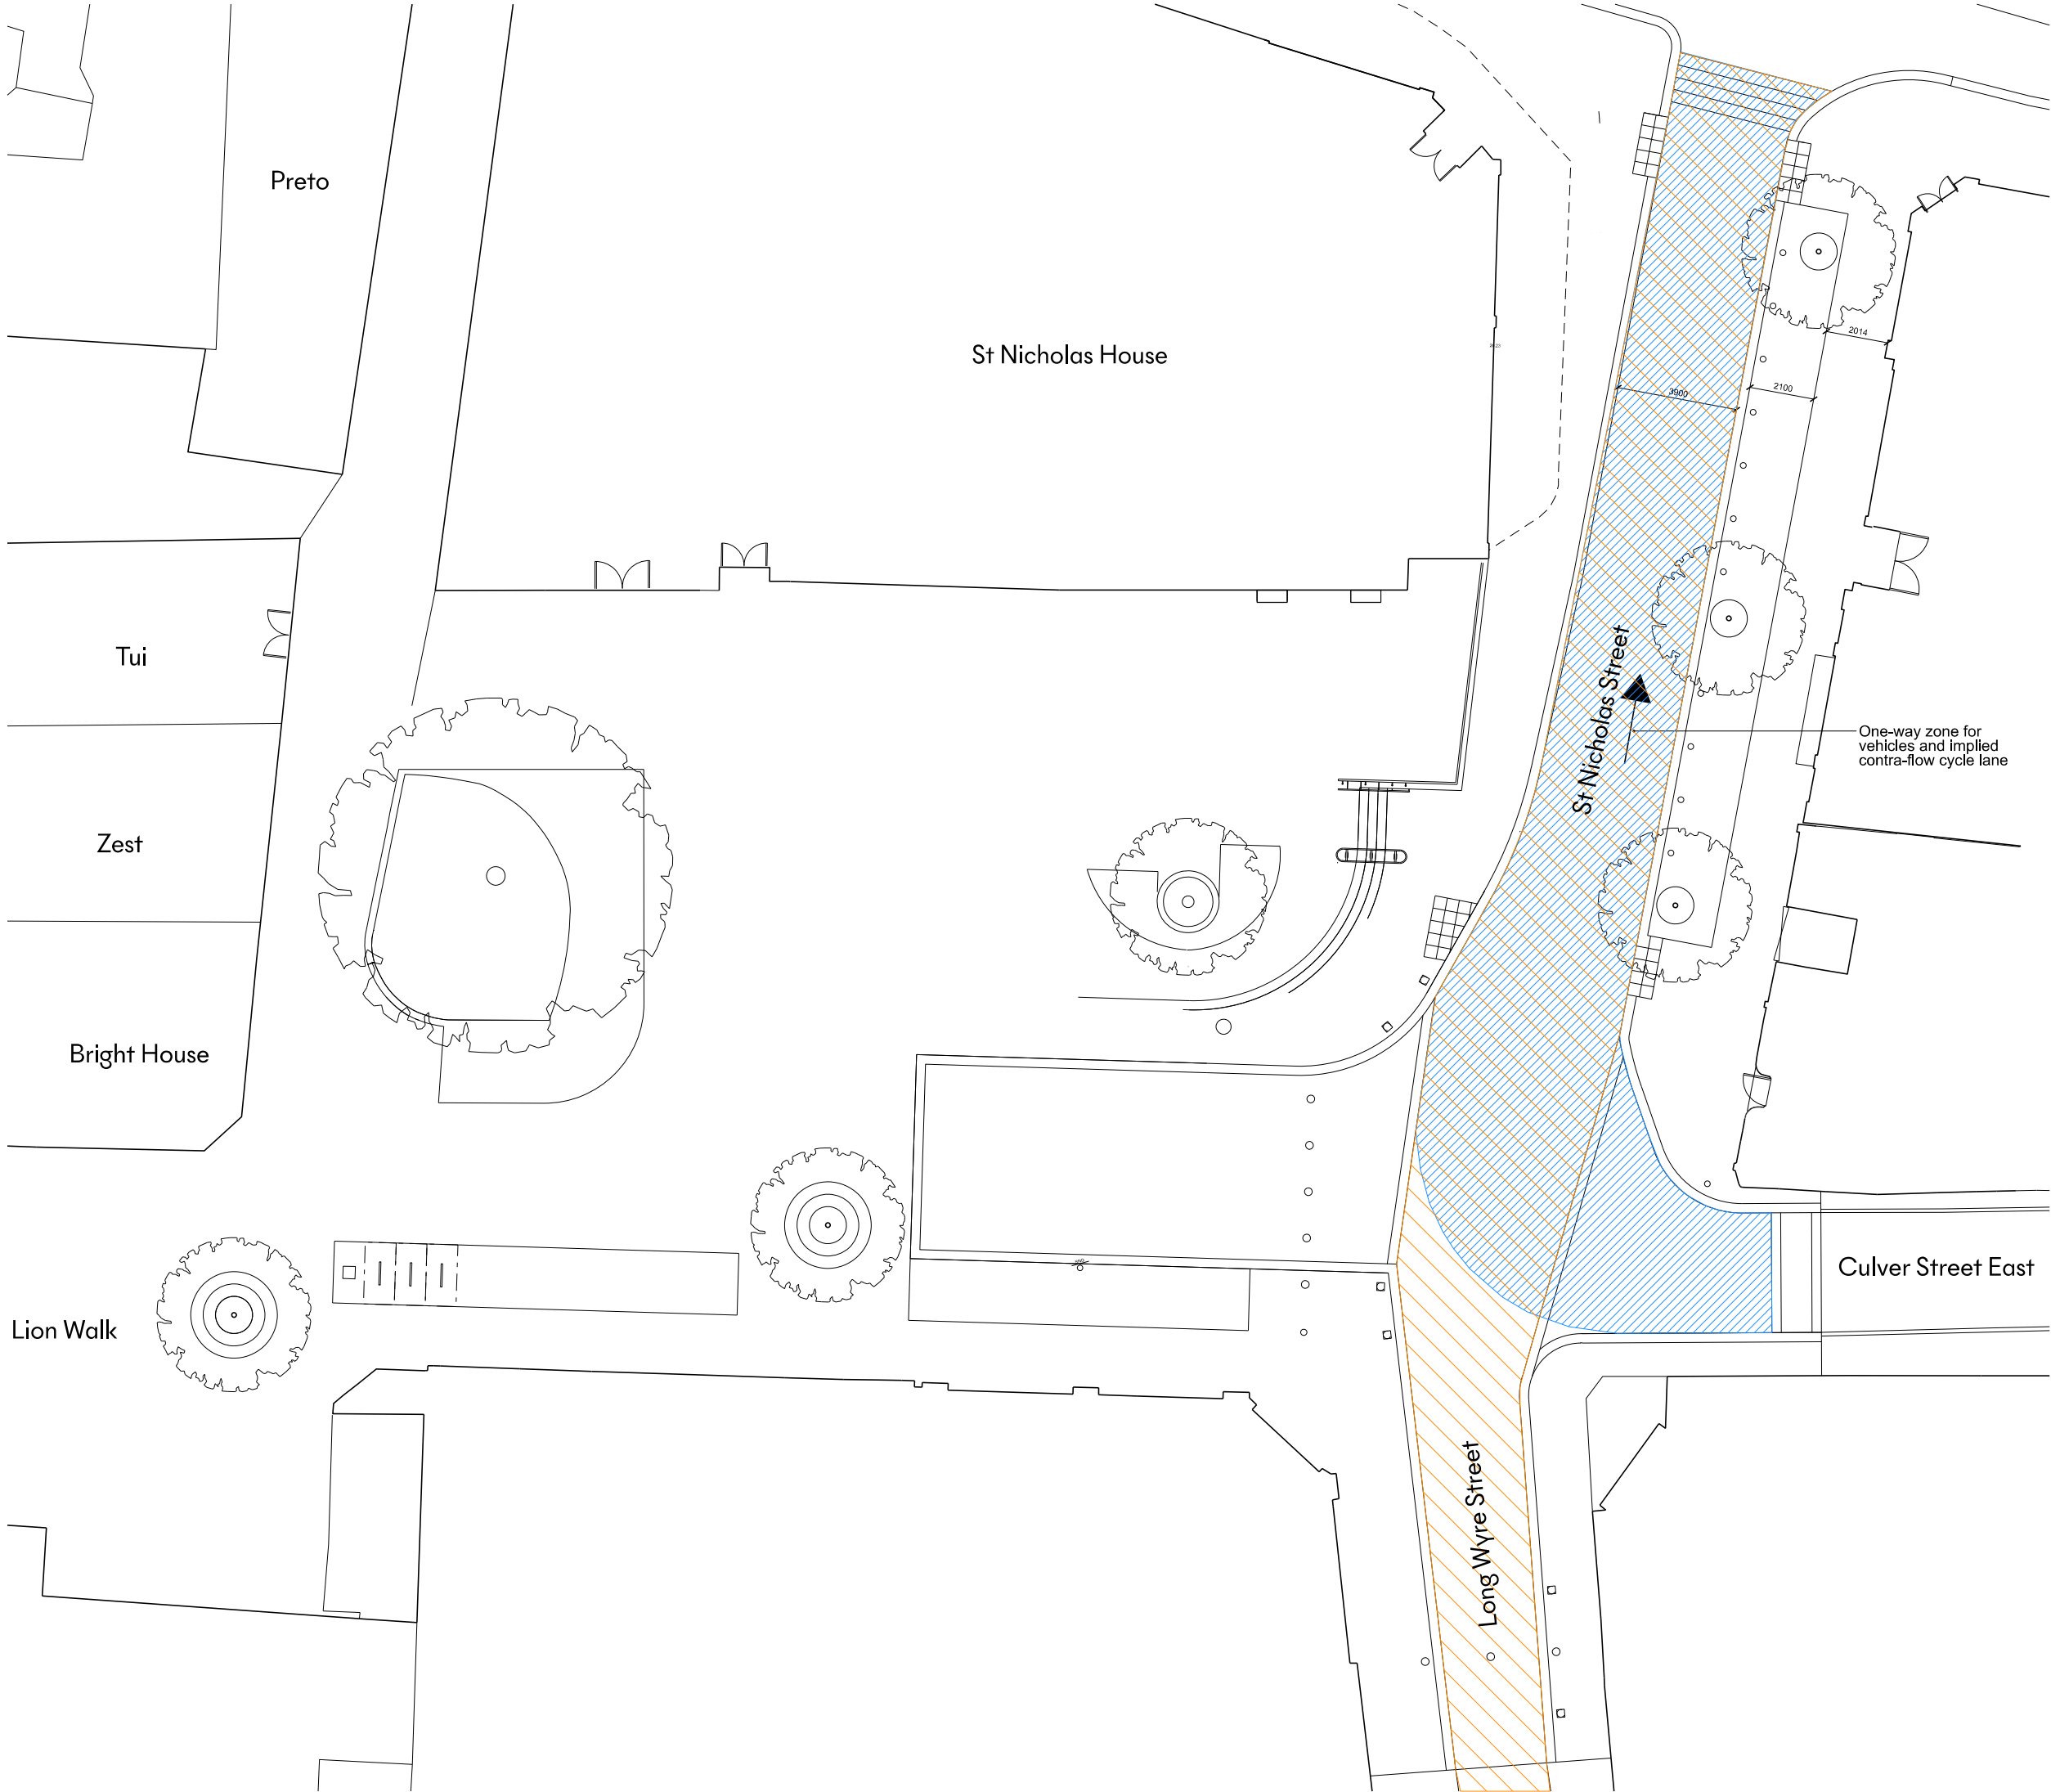 Preto
St Nicholas House
2014
2100
3900
Tui
St Nicholas Street
One-way zone for
vehicles and implied
contra-flow cycle lane
Zest
Bright House
Culver Street East
Lion Walk
Long Wyre Street